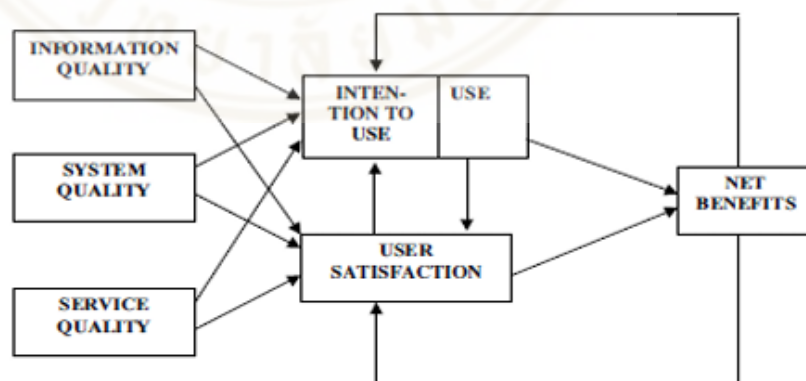 INFORMATION
QUALITY
INTEN-
TION TO
USE
USE
SYSTEM
QUALITY
NET
BENEFITS
USER
SATISFACTION
SERVICE
QUALITY